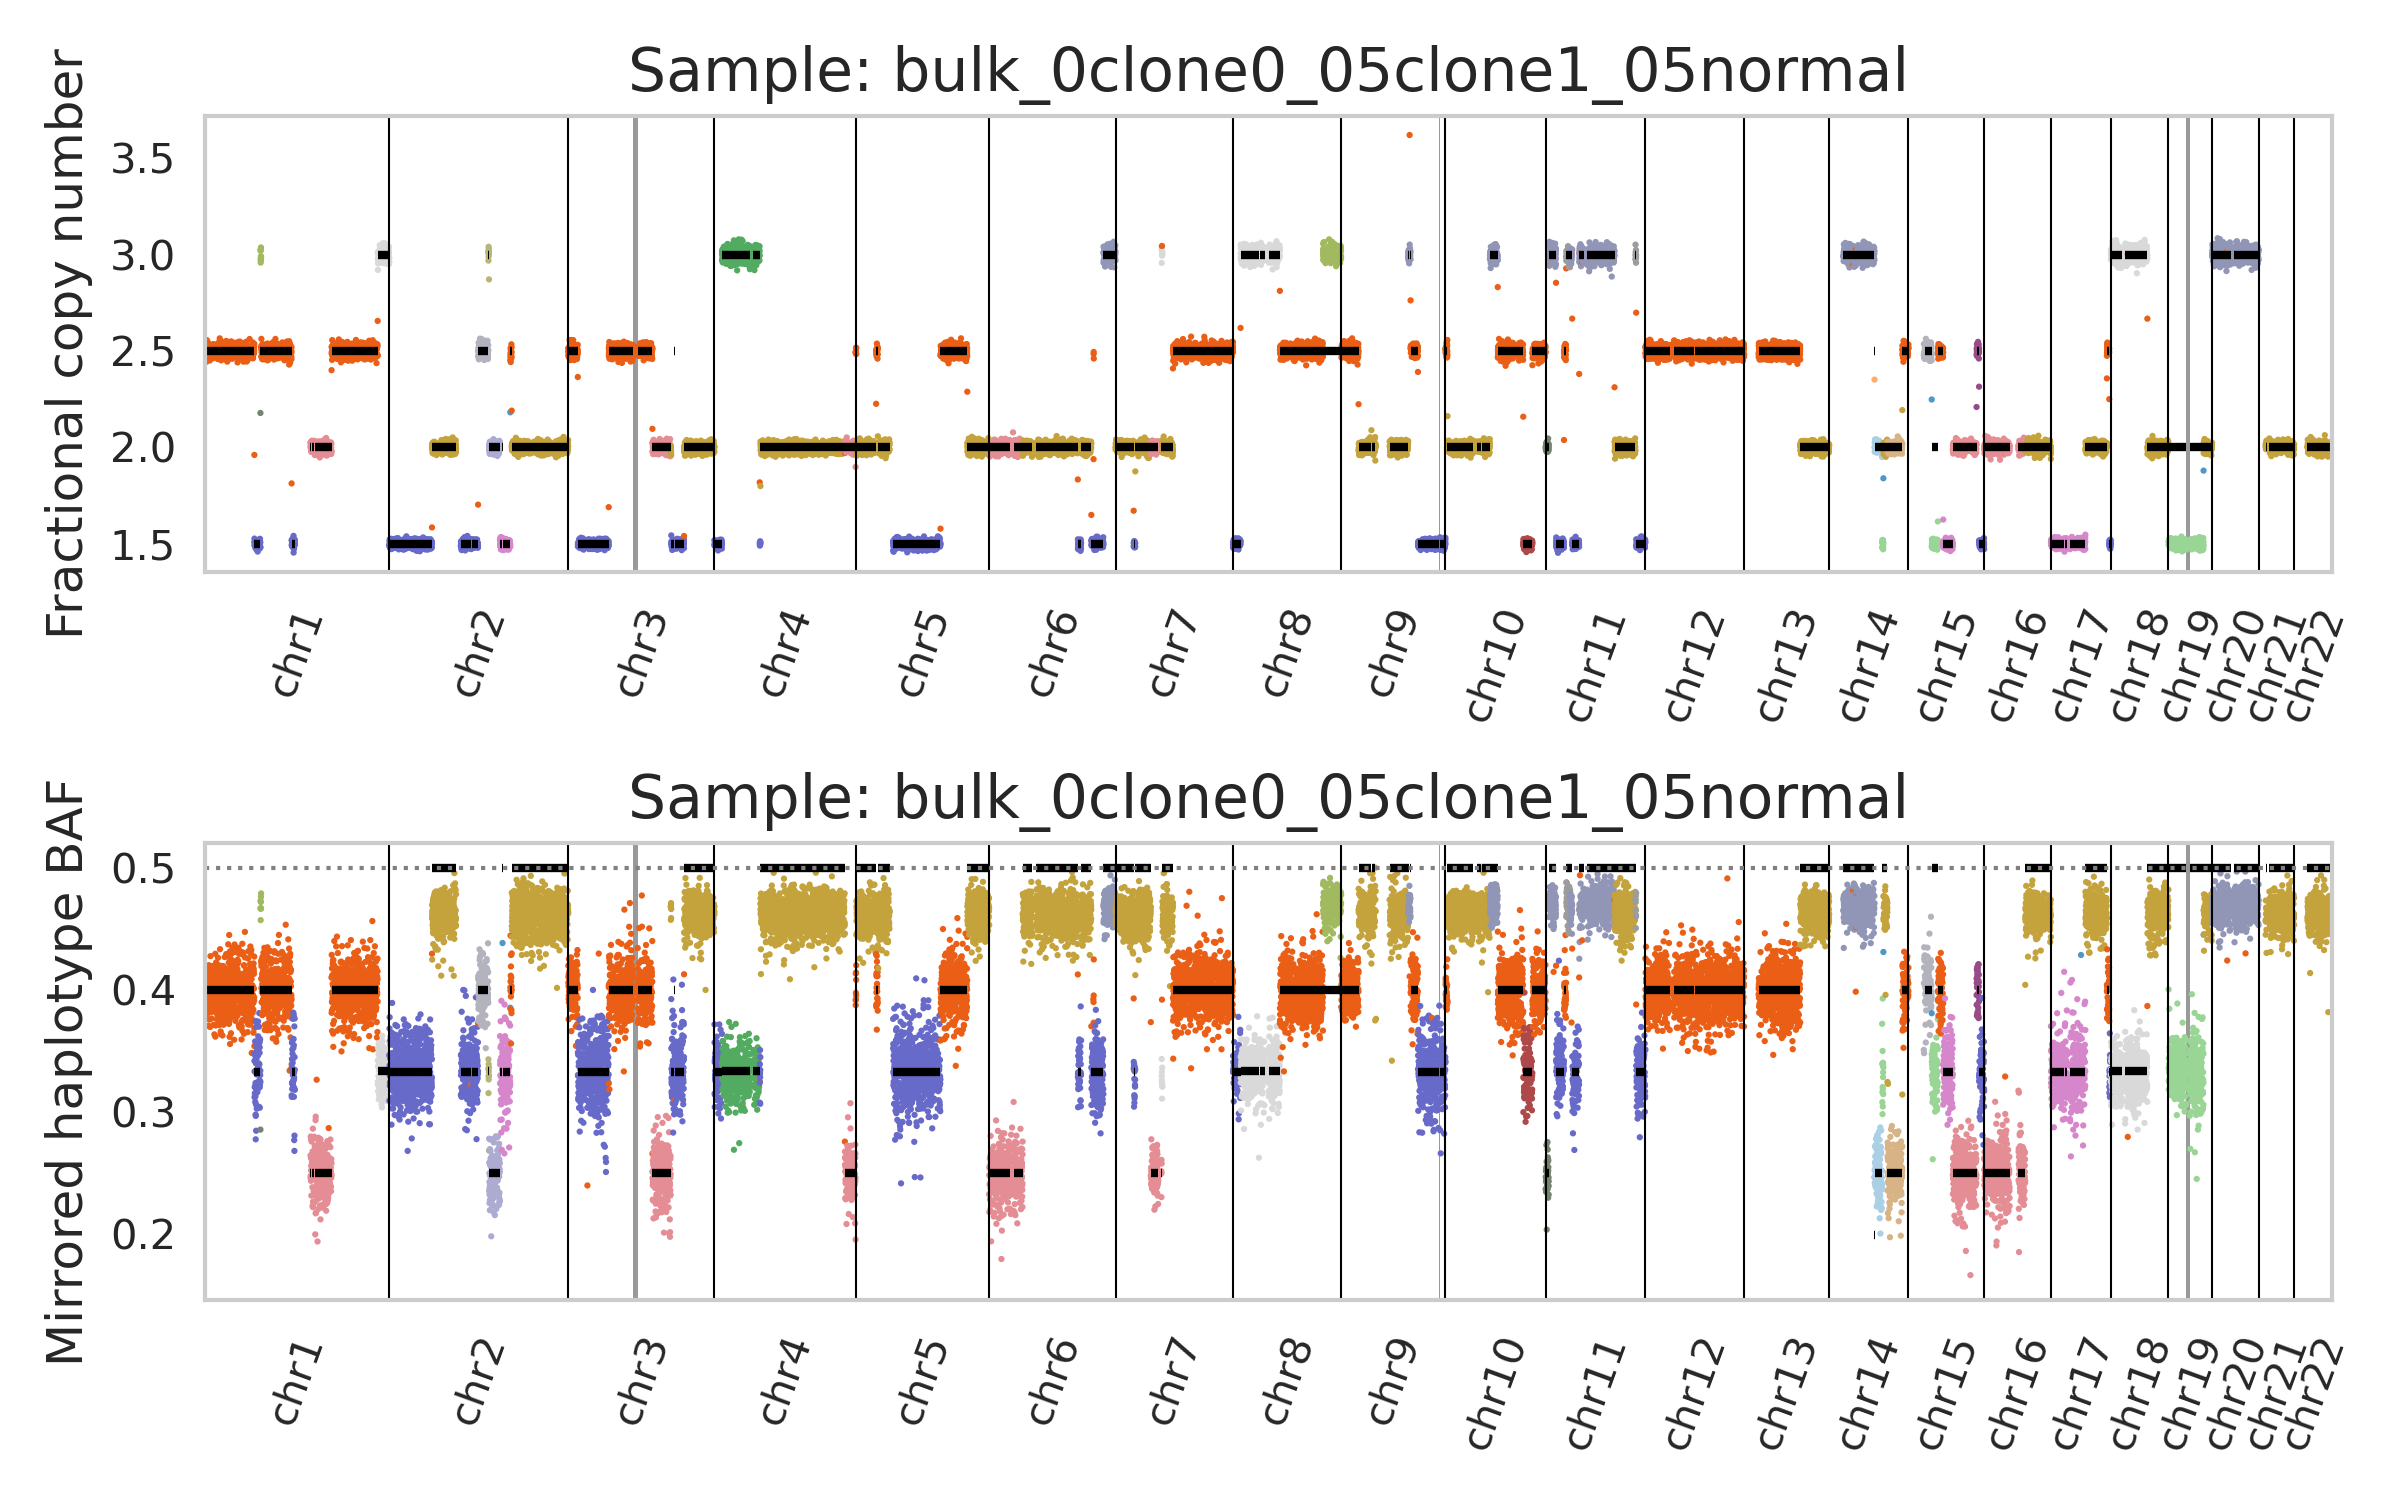 Sample: bulk_0clone0_05clone1_05normal
Fractional copy number
3.5
3.0
2.5
2.0
1.5
chr1 chr2 chr3 chr4 chr5 chr6 chr7 chr8 chr9 chr10 chr11 chr12 chr13 chr14 chr15 chr16 chr17 chr18 chr19 chr20 chr21 chr22
Sample: bulk_0clone0_05clone1_05normal
Mirrored haplotype BAF
0.5
0.4
0.3
0.2
chr1 chr2 chr3 chr4 chr5 chr6 chr7 chr8 chr9 chr10 chr11 chr12 chr13 chr14 chr15 chr16 chr17 chr18 chr19 chr20 chr21 chr22